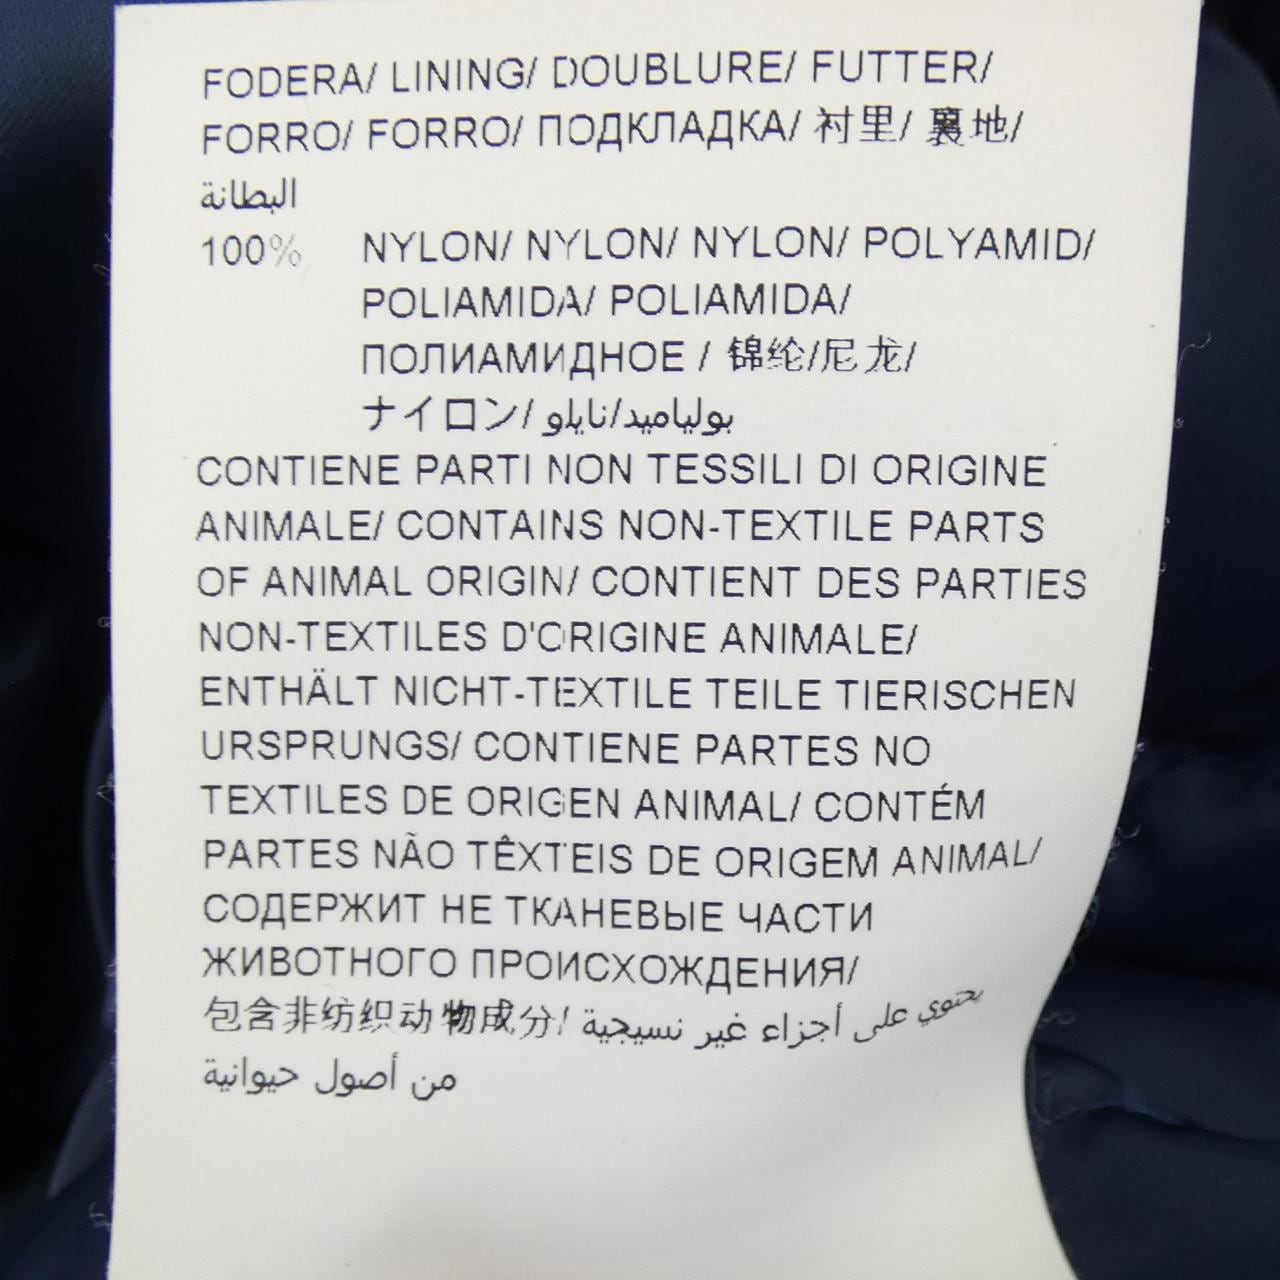 FODERA/ LINING/ DOUBLURE/ FUTTER/
FORRO/ FORRO/ ПОДКЛАДКА/ 衬里/ 裏地/
البطانة
100% NYLON/ NYLON/ NYLON/ POLYAMID/
POLIAMIDA/ POLIAMIDA/
ПОЛИАМИДНОЕ / 锦纶/尼龙/
ナイロン/ بولياميد/نايلو
CONTIENE PARTI NON TESSILI DI ORIGINE
ANIMALE/ CONTAINS NON-TEXTILE PARTS
OF ANIMAL ORIGIN/ CONTIENT DES PARTIES
NON-TEXTILES D'ORIGINE ANIMALE/
ENTHÄLT NICHT-TEXTILE TEILE TIERISCHEN
URSPRUNGS/ CONTIENE PARTES NO
TEXTILES DE ORIGEN ANIMAL/ CONTÉM
PARTES NÃO TÊXTEIS DE ORIGEM ANIMAL/
СОДЕРЖИТ НЕ ТКАНЕВЫЕ ЧАСТИ
ЖИВОТНОГО ПРОИСХОЖДЕНИЯ/
包含非纺织动物成分/ يحتوي على أجزاء غير نسيجية
من أصول حيوانية